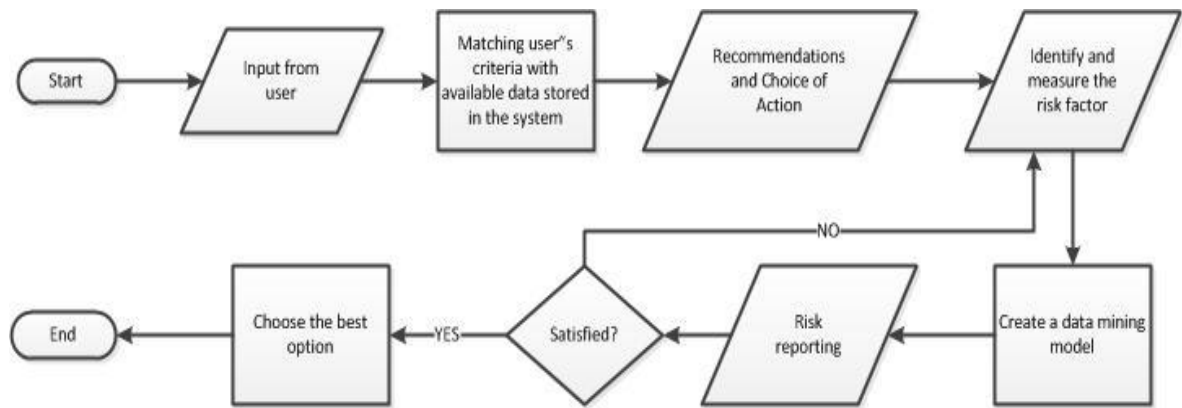 Start
Input from
user
Matching user"s
criteria with
available data stored
in the system
Recommendations
and Choice of
Action
Identify and
measure the
risk factor
NO
End
Choose the best
option
YES
Satisfied?
Risk
reporting
Create a data mining
model